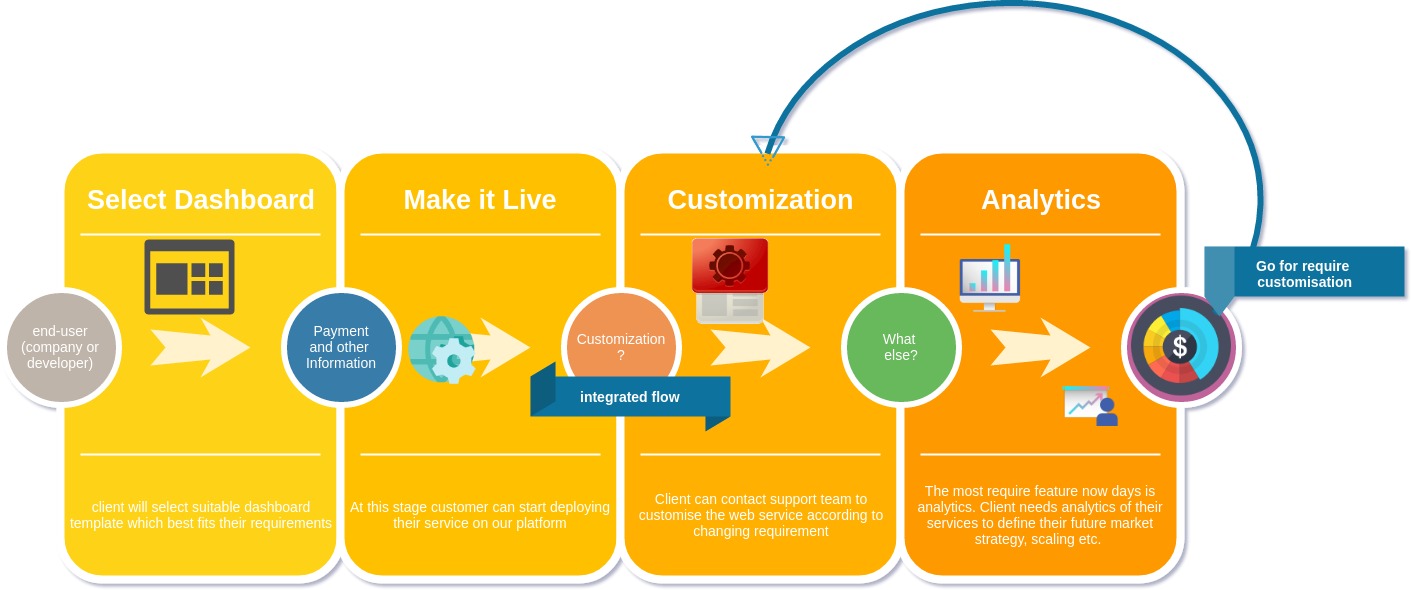 Select Dashboard
Make it Live
Customization
Analytics
Go for require
customisation
end-user
(company or
developer)
Payment
and other
Information
Customization
?
What
else?
$
integrated flow
client will select suitable dashboard
template which best fits their requirements
At this stage customer can start deploying
their service on our platform
Client can contact support team to
customise the web service according to
changing requirement
The most require feature now days is
analytics. Client needs analytics of their
services to define their future market
strategy, scaling etc.